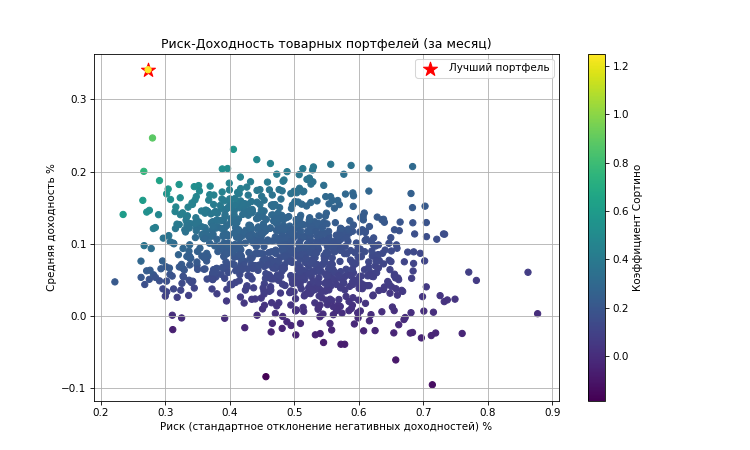 Риск-Доходность товарных портфелей (за месяц)
Лучший портфель
Средняя доходность %
0.3
0.2
0.1
0.0
−0.1
0.2 0.3 0.4 0.5 0.6 0.7 0.8 0.9
Риск (стандартное отклонение негативных доходностей) %
1.2
1.0
0.8
0.6
0.4
0.2
0.0
Коэффициент Сортино